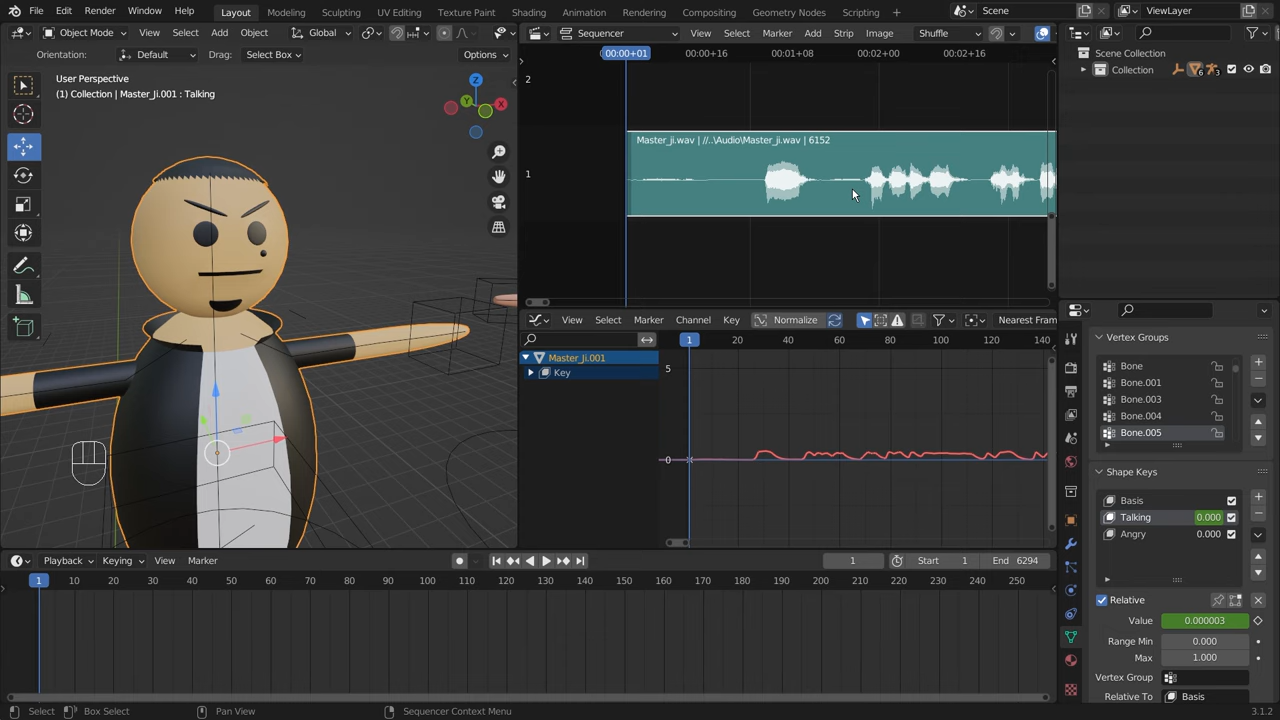 File Edit Render Window Help Layout Modeling Sculpting UV Editing Texture Paint Shading Animation Rendering Compositing Geometry Nodes Scripting + Scene ViewLayer
Object Mode View Select Add Object Global
Sequencer View Select Marker Add Strip Image Shuffle
Orientation: Default Drag: Select Box Options
00:00+01 00:00+16 00:01+08 00:02+00 00:02+16
Scene Collection
Collection 6 3
User Perspective
(1) Collection | Master_Ji.001 : Talking
Z
Y
X
2
Master_ji.wav | //..\Audio\Master_ji.wav | 6152
1
View Select Marker Channel Key Normalize Nearest Fram
1 20 40 60 80 100 120 140
Master_Ji.001
Key
5
0
Vertex Groups
Bone
Bone.001
Bone.003
Bone.004
Bone.005
Shape Keys
Basis
Talking 0.000
Angry 0.000
Relative
Value 0.000003
Range Min 0.000
Max 1.000
Vertex Group
Relative To Basis
Playback Keying View Marker 1 Start 1 End 6294
1 10 20 30 40 50 60 70 80 90 100 110 120 130 140 150 160 170 180 190 200 210 220 230 240 250
Select Box Select Pan View Sequencer Context Menu 3.1.2